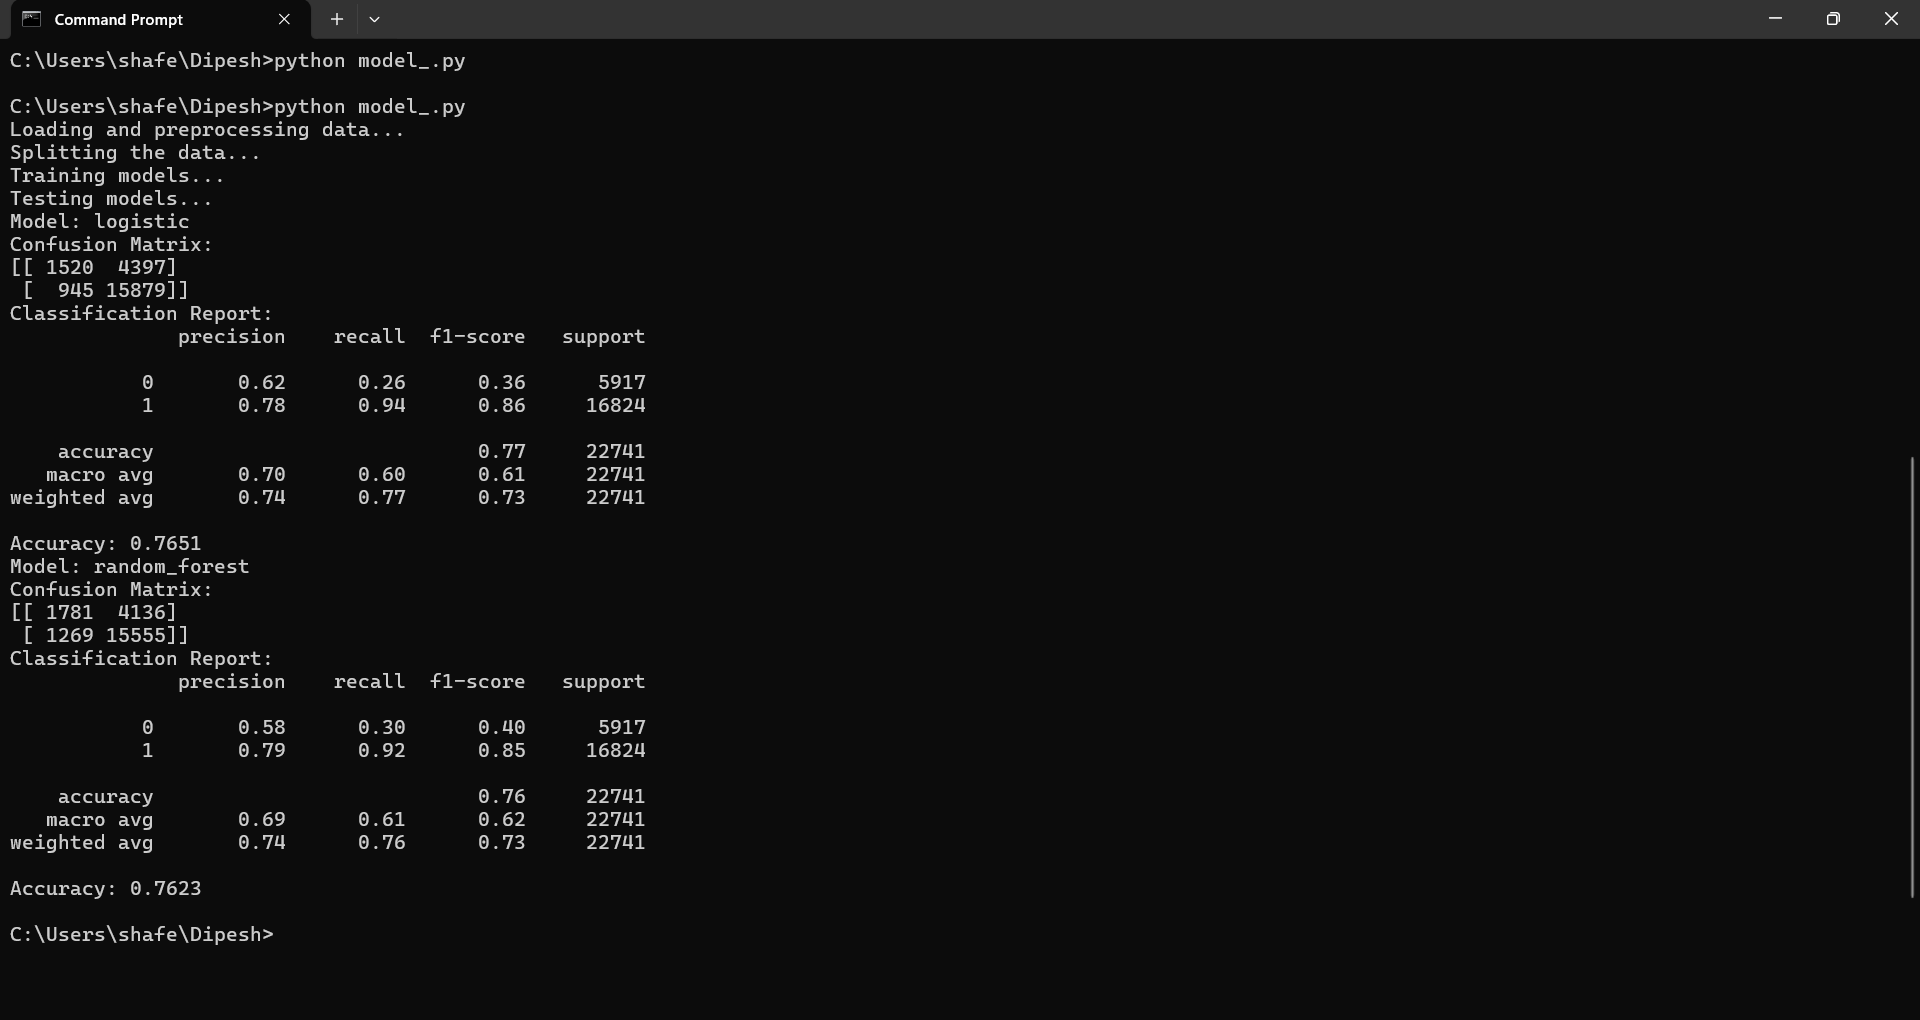 Command Prompt
C:\Users\shafe\Dipesh>python model_.py
C:\Users\shafe\Dipesh>python model_.py
Loading and preprocessing data...
Splitting the data...
Training models...
Testing models...
Model: logistic
Confusion Matrix:
[[ 1520  4397]
 [  945 15879]]
Classification Report:
              precision    recall  f1-score   support
           0       0.62      0.26      0.36      5917
           1       0.78      0.94      0.86     16824
    accuracy                           0.77     22741
   macro avg       0.70      0.60      0.61     22741
weighted avg       0.74      0.77      0.73     22741
Accuracy: 0.7651
Model: random_forest
Confusion Matrix:
[[ 1781  4136]
 [ 1269 15555]]
Classification Report:
              precision    recall  f1-score   support
           0       0.58      0.30      0.40      5917
           1       0.79      0.92      0.85     16824
    accuracy                           0.76     22741
   macro avg       0.69      0.61      0.62     22741
weighted avg       0.74      0.76      0.73     22741
Accuracy: 0.7623
C:\Users\shafe\Dipesh>